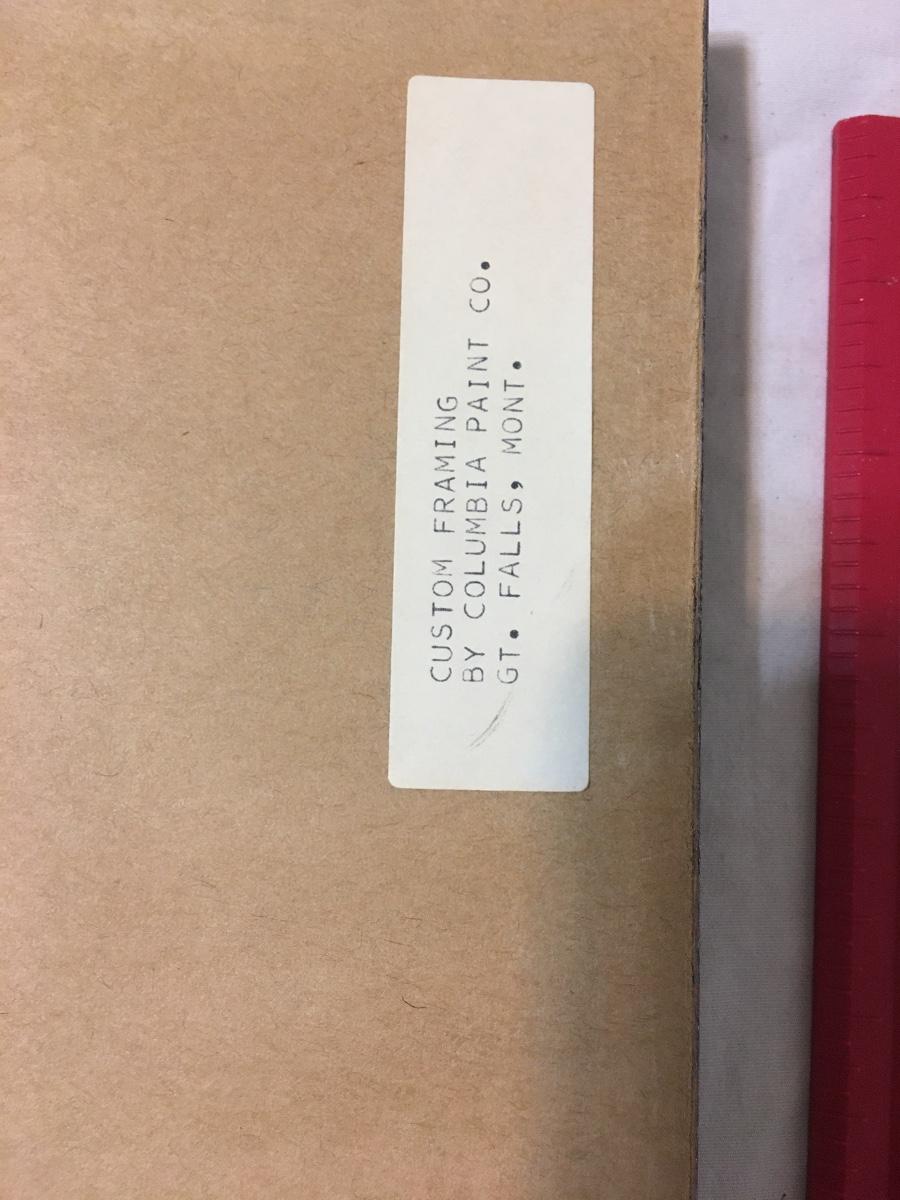 CUSTOM FRAMING
BY COLUMBIA PAINT CO.
GT. FALLS, MONT.